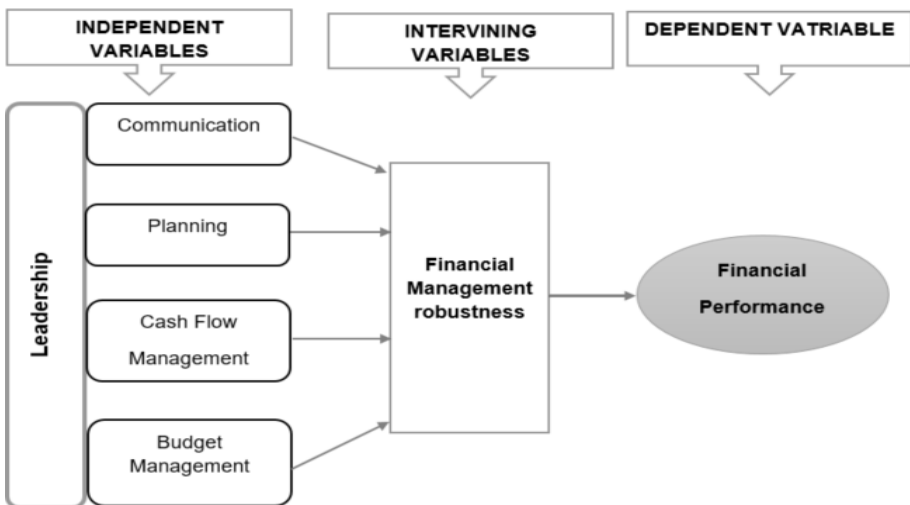 INDEPENDENT
VARIABLES
INTERVINING
VARIABLES
DEPENDENT VATRIABLE
Leadership
Communication
Planning
Cash Flow
Management
Budget
Management
Financial
Management
robustness
Financial
Performance